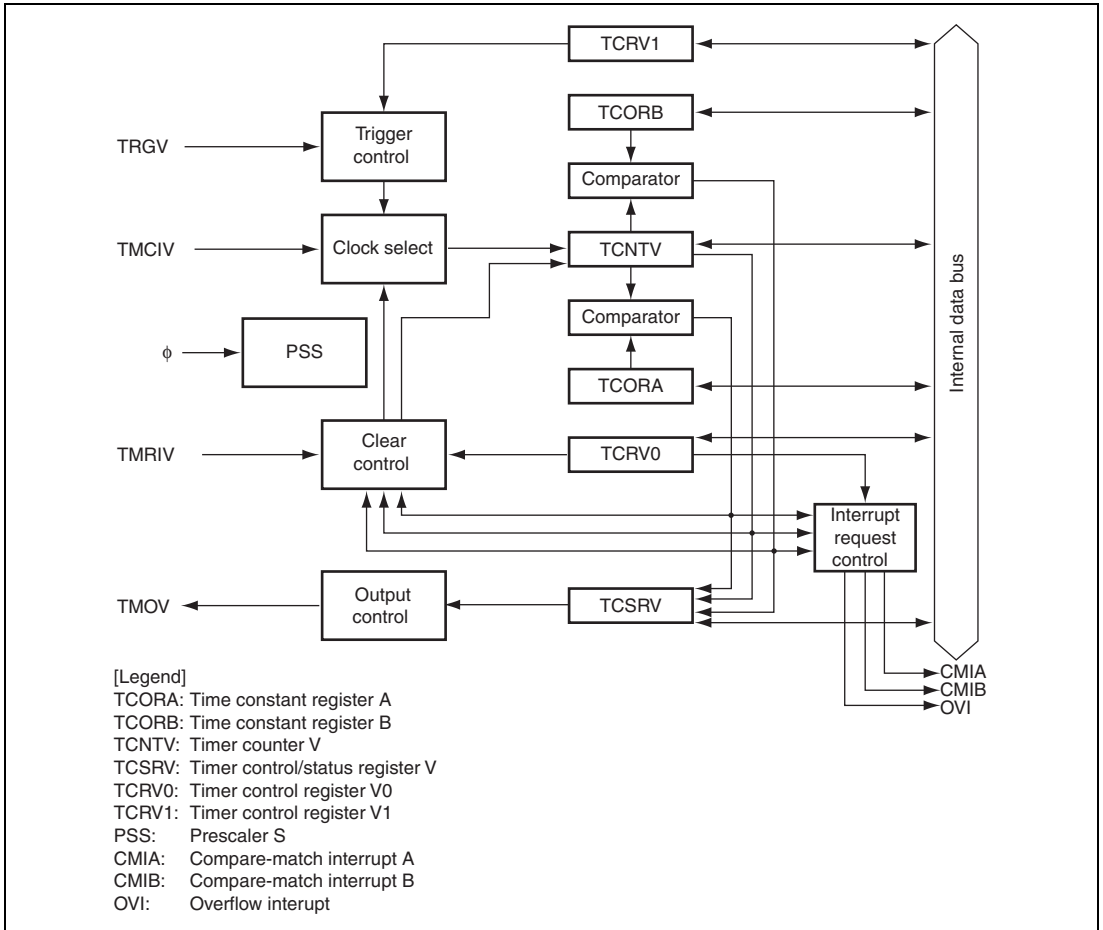 TCRV1
TCORB
Trigger
control
TRGV
Comparator
TMCIV
Clock select
TCNTV
Internal data bus
Comparator
φ
PSS
TCORA
TMRIV
Clear
control
TCRV0
Interrupt
request
control
TMOV
Output
control
TCSRV
CMIA
CMIB
OVI
[Legend]
TCORA: Time constant register A
TCORB: Time constant register B
TCNTV: Timer counter V
TCSRV: Timer control/status register V
TCRV0: Timer control register V0
TCRV1: Timer control register V1
PSS: Prescaler S
CMIA: Compare-match interrupt A
CMIB: Compare-match interrupt B
OVI: Overflow interupt